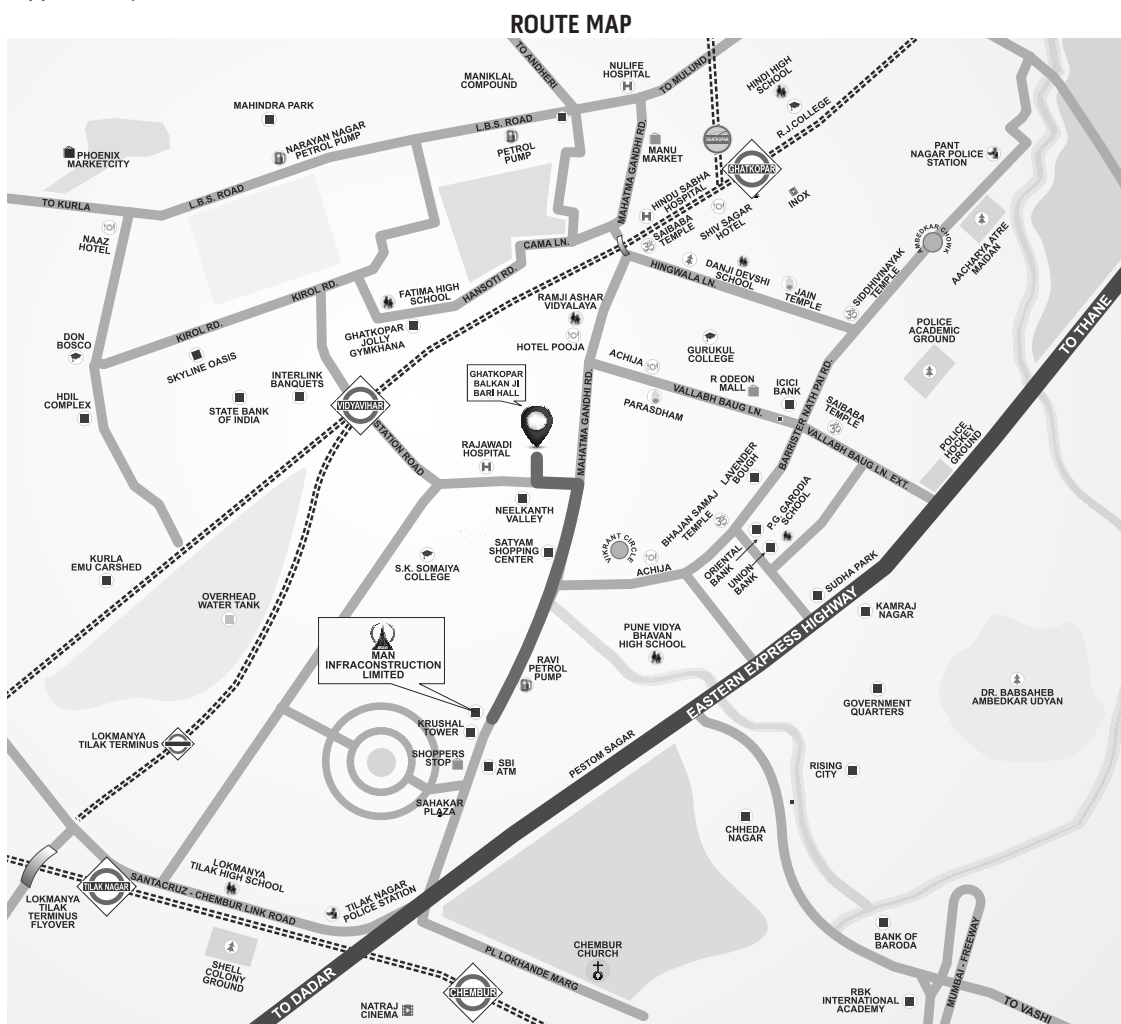 ROUTE MAP
TO ANDHERI
MANIKLAL
COMPOUND
NULIFE
HOSPITAL
TO MULUND
HINDI HIGH
SCHOOL
R.J.COLLEGE
MAHINDRA PARK
L.B.S. ROAD
NARAYAN NAGAR
PETROL PUMP
PETROL
PUMP
MAHATMA GANDHI RD.
MANU
MARKET
GHATKOPAR
GHATKOPAR
PANT
NAGAR POLICE
STATION
PHOENIX
MARKETCITY
TO KURLA
L.B.S. ROAD
HINDU SABHA
HOSPITAL
SAIBABA
TEMPLE
SHIV SAGAR
HOTEL
INOX
NAAZ
HOTEL
CAMA LN.
AMBEDKAR CHOWK
AACHARYA ATRE
MAIDAN
HINGWALA LN.
DANJI DEVSHI
SCHOOL
JAIN
TEMPLE
SIDDHIVINAYAK
TEMPLE
KIROL RD.
FATIMA HIGH
SCHOOL
HANSOTI RD.
RAMJI ASHAR
VIDYALAYA
HOTEL POOJA
GHATKOPAR
JOLLY
GYMKHANA
KIROL RD.
DON
BOSCO
SKYLINE OASIS
INTERLINK
BANQUETS
STATE BANK
OF INDIA
HDIL
COMPLEX
VIDYAVIHAR
GHATKOPAR
BALKAN JI
BARI HALL
ACHIJA
GURUKUL
COLLEGE
POLICE
ACADEMIC
GROUND
TO THANE
R ODEON
MALL
ICICI
BANK
PARASDHAM
VALLABH BAUG LN.
BARRISTER NATH PAI RD.
SAIBABA
TEMPLE
MAHATMA GANDHI RD.
STATION ROAD
RAJAWADI
HOSPITAL
POLICE
HOCKEY
GROUND
VALLABH BAUG LN. EXT.
LAVENDER
BOUGH
NEELKANTH
VALLEY
BHAJAN SAMAJ
TEMPLE
P.G. GARODIA
SCHOOL
VIKRANT CIRCLE
ACHIJA
ORIENTAL
BANK
UNION
BANK
SATYAM
SHOPPING
CENTER
S.K. SOMAIYA
COLLEGE
KURLA
EMU CARSHED
OVERHEAD
WATER TANK
SUDHA PARK
KAMRAJ
NAGAR
PUNE VIDYA
BHAVAN
HIGH SCHOOL
EASTERN EXPRESS HIGHWAY
MAN
INFRACONSTRUCTION
LIMITED
RAVI
PETROL
PUMP
GOVERNMENT
QUARTERS
DR. BABSAHEB
AMBEDKAR UDYAN
KRUSHAL
TOWER
LOKMANYA
TILAK TERMINUS
SHOPPERS
STOP
SBI
ATM
PESTOM SAGAR
RISING
CITY
SAHAKAR
PLAZA
CHHEDA
NAGAR
LOKMANYA
TILAK HIGH SCHOOL
TILAK NAGAR
SANTACRUZ - CHEMBUR LINK ROAD
TILAK NAGAR
POLICE STATION
LOKMANYA
TILAK
TERMINUS
FLYOVER
SHELL
COLONY
GROUND
PL LOKHANDE MARG
CHEMBUR
CHURCH
BANK OF
BARODA
MUMBAI - FREEWAY
TO DADAR
CHEMBUR
NATRAJ
CINEMA
RBK
INTERNATIONAL
ACADEMY
TO VASHI